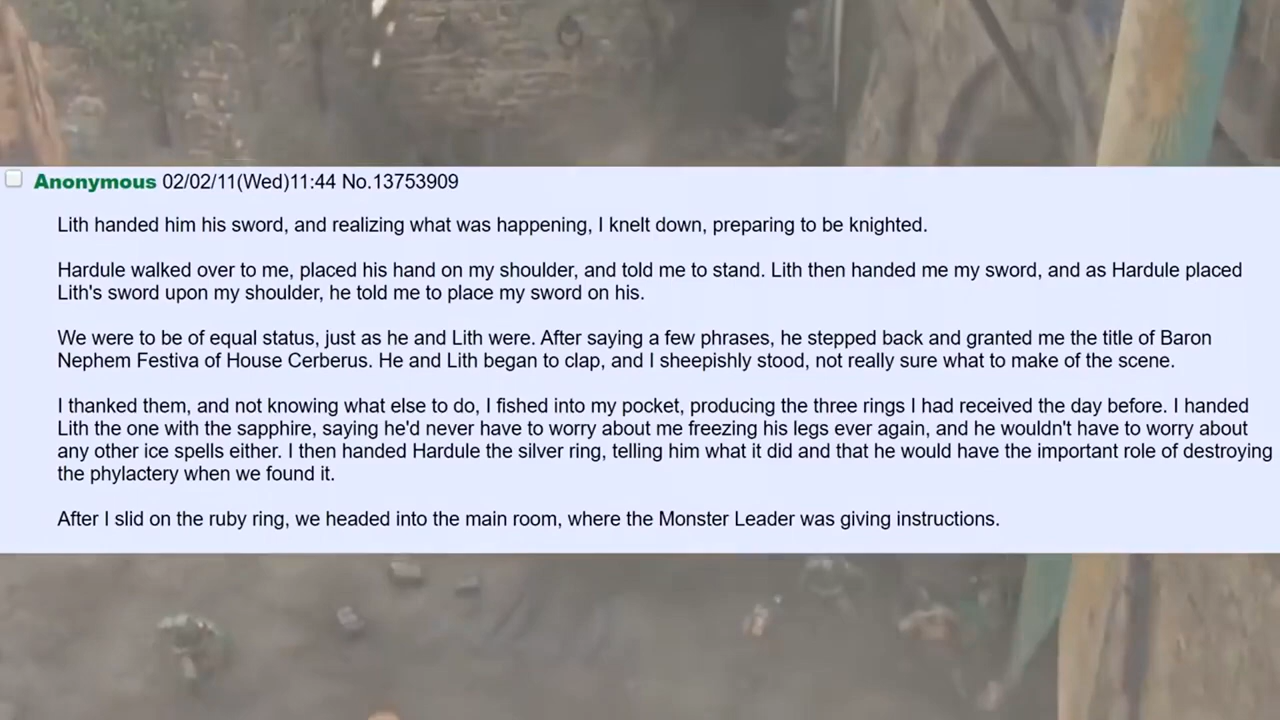 Anonymous 02/02/11(Wed)11:44 No.13753909
Lith handed him his sword, and realizing what was happening, I knelt down, preparing to be knighted.
Hardule walked over to me, placed his hand on my shoulder, and told me to stand. Lith then handed me my sword, and as Hardule placed
Lith's sword upon my shoulder, he told me to place my sword on his.
We were to be of equal status, just as he and Lith were. After saying a few phrases, he stepped back and granted me the title of Baron
Nephem Festiva of House Cerberus. He and Lith began to clap, and I sheepishly stood, not really sure what to make of the scene.
I thanked them, and not knowing what else to do, I fished into my pocket, producing the three rings I had received the day before. I handed
Lith the one with the sapphire, saying he'd never have to worry about me freezing his legs ever again, and he wouldn't have to worry about
any other ice spells either. I then handed Hardule the silver ring, telling him what it did and that he would have the important role of destroying
the phylactery when we found it.
After I slid on the ruby ring, we headed into the main room, where the Monster Leader was giving instructions.